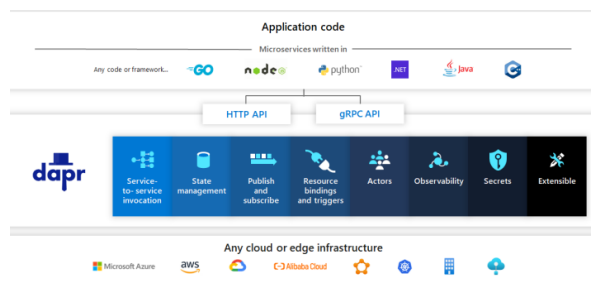 Application code
Microservices written in
Any code or framework...
GO
node
python
.NET
Java
C++
HTTP API
gRPC API
dapr
Service-
to- service
invocation
State
management
Publish
and
subscribe
Resource
bindings
and triggers
Actors
Observability
Secrets
Extensible
Any cloud or edge infrastructure
Microsoft Azure
aws
Alibaba Cloud